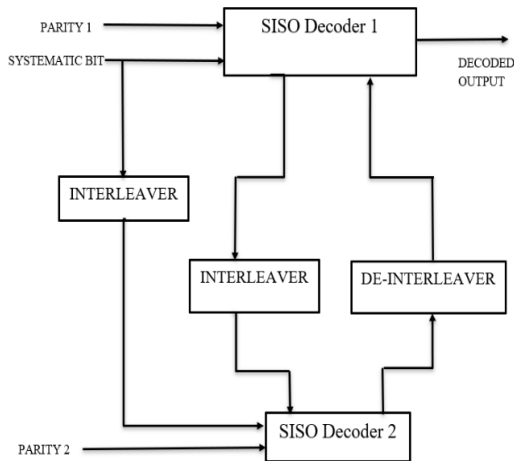 PARITY 1
SISO Decoder 1
SYSTEMATIC BIT
DECODED
OUTPUT
INTERLEAVER
INTERLEAVER
DE-INTERLEAVER
SISO Decoder 2
PARITY 2